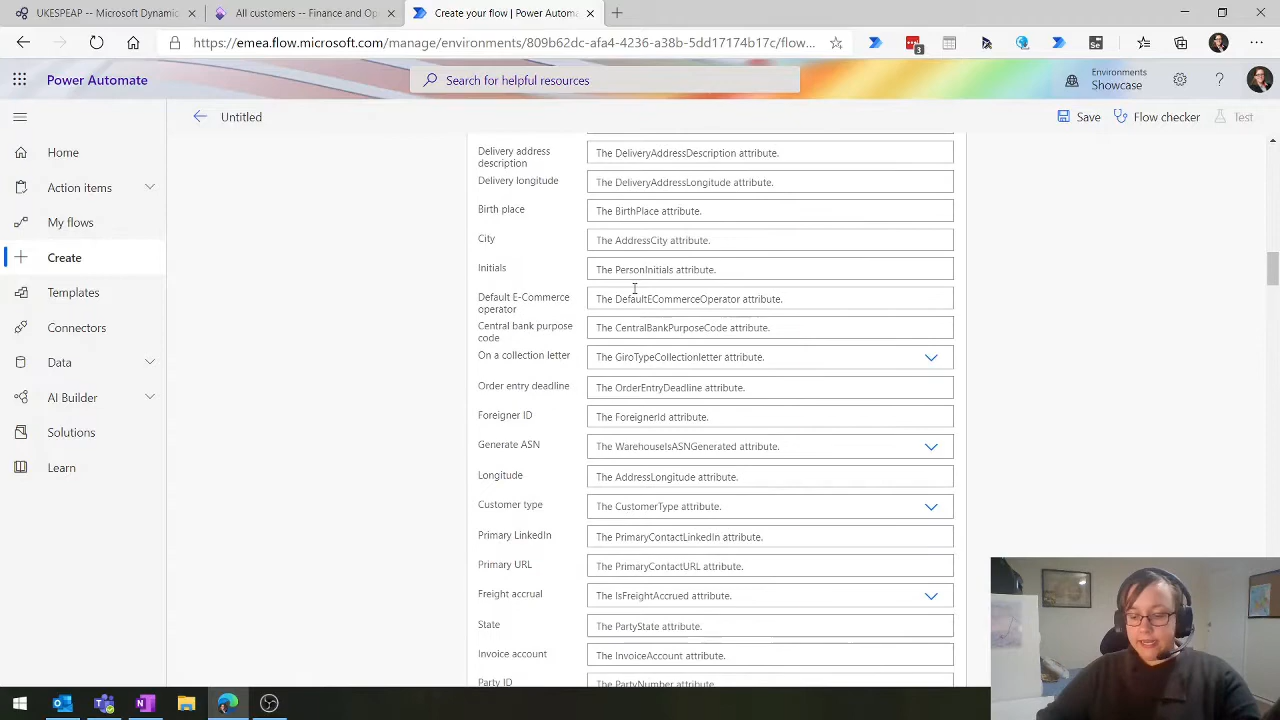 UKESPEAP -- Microsoft Dynamic
All customers -- Finance and Op
Create your flow | Power Automa
https://emea.flow.microsoft.com/manage/environments/809b62dc-afa4-4236-a38b-5dd17174b17c/flow...
3
Power Automate
Search for helpful resources
Environments
Showcase
Untitled
Save
Flow checker
Test
Home
Action items
My flows
Create
Templates
Connectors
Data
AI Builder
Solutions
Learn
Delivery address
description
The DeliveryAddressDescription attribute.
Delivery longitude
The DeliveryAddressLongitude attribute.
Birth place
The BirthPlace attribute.
City
The AddressCity attribute.
Initials
The PersonInitials attribute.
Default E-Commerce
operator
The DefaultECommerceOperator attribute.
Central bank purpose
code
The CentralBankPurposeCode attribute.
On a collection letter
The GiroTypeCollectionletter attribute.
Order entry deadline
The OrderEntryDeadline attribute.
Foreigner ID
The ForeignerId attribute.
Generate ASN
The WarehouseIsASNGenerated attribute.
Longitude
The AddressLongitude attribute.
Customer type
The CustomerType attribute.
Primary LinkedIn
The PrimaryContactLinkedIn attribute.
Primary URL
The PrimaryContactURL attribute.
Freight accrual
The IsFreightAccrued attribute.
State
The PartyState attribute.
Invoice account
The InvoiceAccount attribute.
Party ID
The PartyNumber attribute.